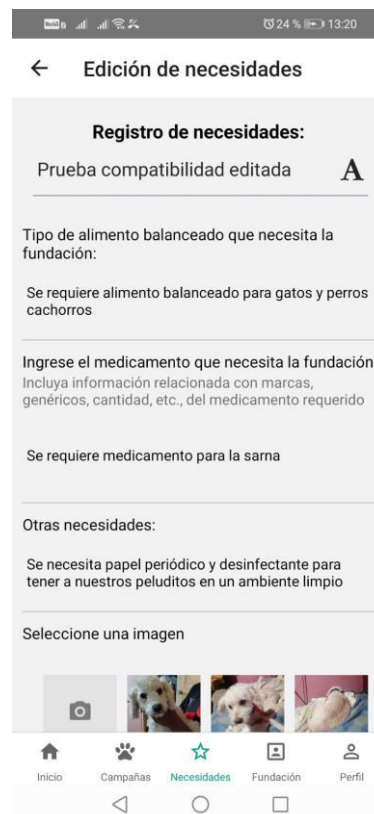 24 % 13:20
Edición de necesidades
Registro de necesidades:
Prueba compatibilidad editada A
Tipo de alimento balanceado que necesita la
fundación:
Se requiere alimento balanceado para gatos y perros
cachorros
Ingrese el medicamento que necesita la fundación
Incluya información relacionada con marcas,
genéricos, cantidad, etc., del medicamento requerido
Se requiere medicamento para la sarna
Otras necesidades:
Se necesita papel periódico y desinfectante para
tener a nuestros peluditos en un ambiente limpio
Seleccione una imagen
Inicio Campañas Necesidades Fundación Perfil